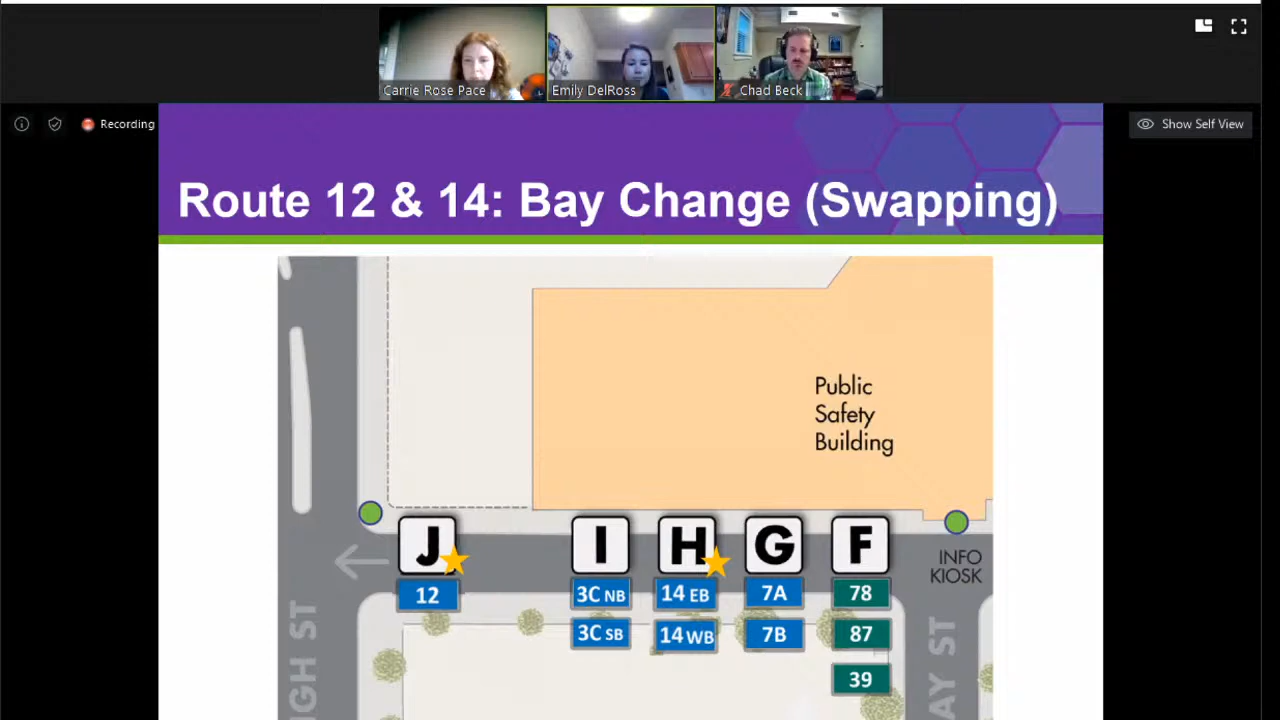 Carrie Rose Pace
Emily DelRoss
Chad Beck
Recording
Show Self View
Route 12 & 14: Bay Change (Swapping)
Public
Safety
Building
J
I
H
G
F
INFO
KIOSK
12
3C NB
14 EB
7A
78
3C SB
14 WB
7B
87
39
IGH ST
AY ST